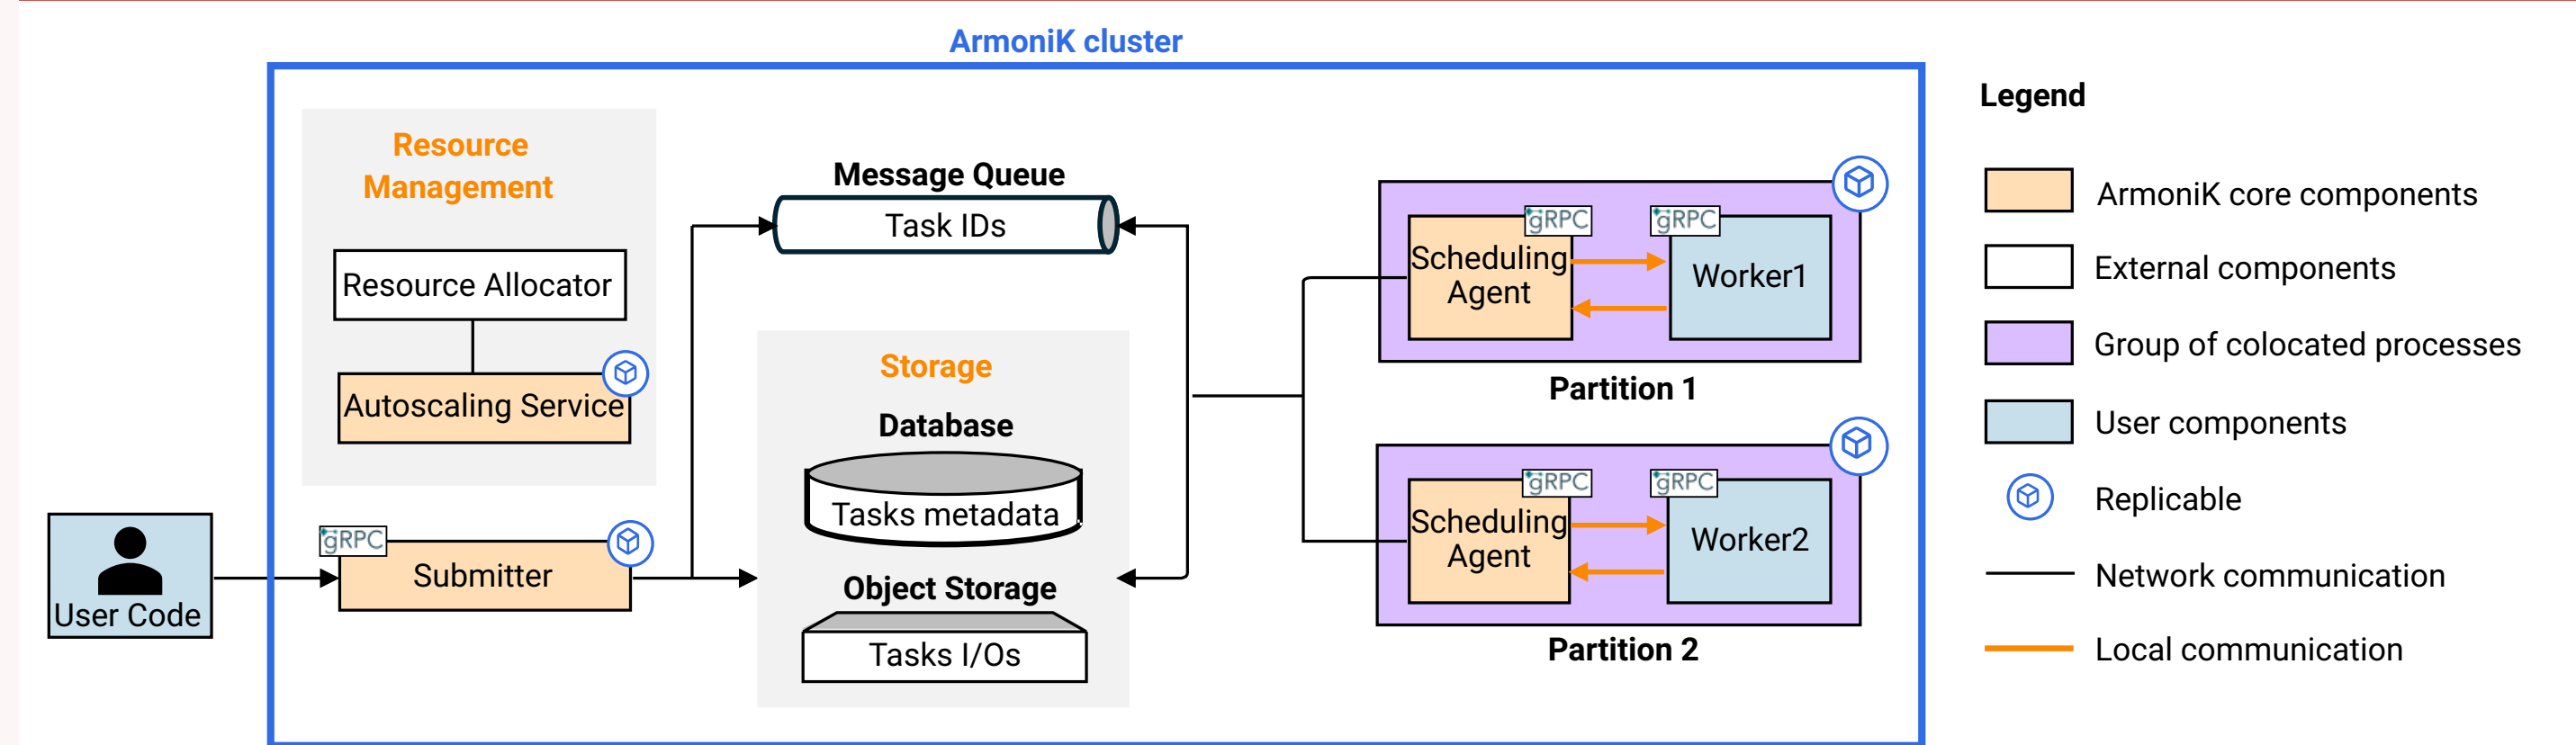 ArmoniK cluster
Resource
Management
Resource Allocator
Autoscaling Service
gRPC
Submitter
User Code
Message Queue
Task IDs
Storage
Database
Tasks metadata
Object Storage
Tasks I/Os
gRPC
gRPC
Scheduling
Agent
Worker1
Partition 1
gRPC
gRPC
Scheduling
Agent
Worker2
Partition 2
Legend
ArmoniK core components
External components
Group of colocated processes
User components
Replicable
Network communication
Local communication